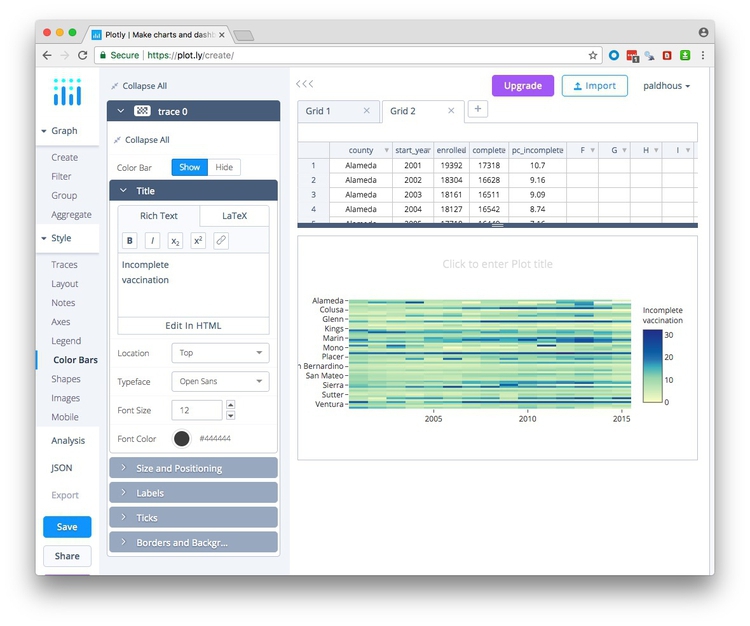 Plotly | Make charts and dashb
Secure | https://plot.ly/create/
1
Graph
Create
Filter
Group
Aggregate
Style
Traces
Layout
Notes
Axes
Legend
Color Bars
Shapes
Images
Mobile
Analysis
JSON
Export
Save
Share
Collapse All
trace 0
Collapse All
Color Bar Show Hide
Title
Rich Text LaTeX
B I x₂ x²
Incomplete
vaccination
Edit In HTML
Location Top
Typeface Open Sans
Font Size 12
Font Color #444444
Size and Positioning
Labels
Ticks
Borders and Backgr...
Upgrade Import paldhous
Grid 1 Grid 2 +
county start_year enrolled complete pc_incomplete F G H I
1 Alameda 2001 19392 17318 10.7
2 Alameda 2002 18304 16628 9.16
3 Alameda 2003 18161 16511 9.09
4 Alameda 2004 18127 16542 8.74
Click to enter Plot title
Alameda
Colusa
Glenn
Kings
Marin
Mono
Placer
n Bernardino
San Mateo
Sierra
Sutter
Ventura
2005 2010 2015
Incomplete
vaccination
30
20
10
0